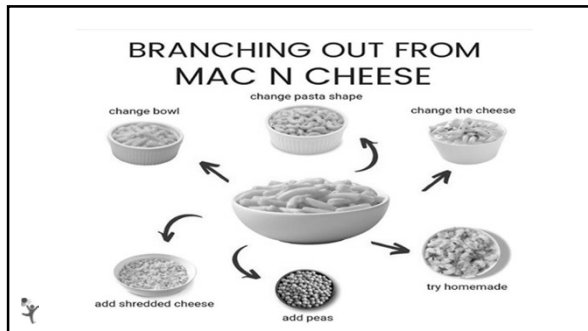 BRANCHING OUT FROM
MAC N CHEESE
change pasta shape
change bowl
change the cheese
add shredded cheese
add peas
try homemade